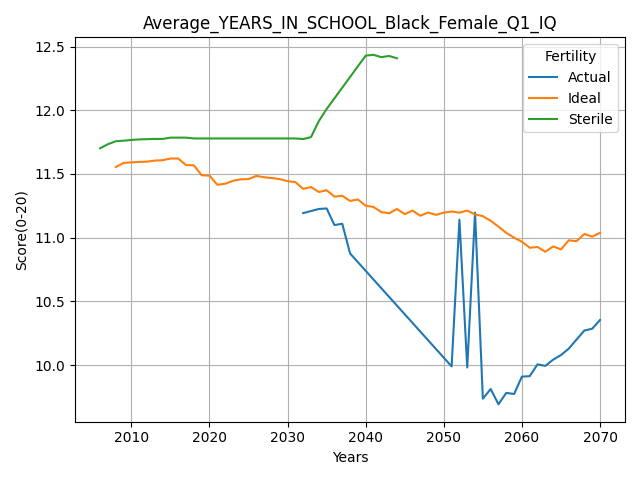 Average_YEARS_IN_SCHOOL_Black_Female_Q1_IQ
Fertility
Actual
Ideal
Sterile
Score(0-20)
12.5
12.0
11.5
11.0
10.5
10.0
2010 2020 2030 2040 2050 2060 2070
Years